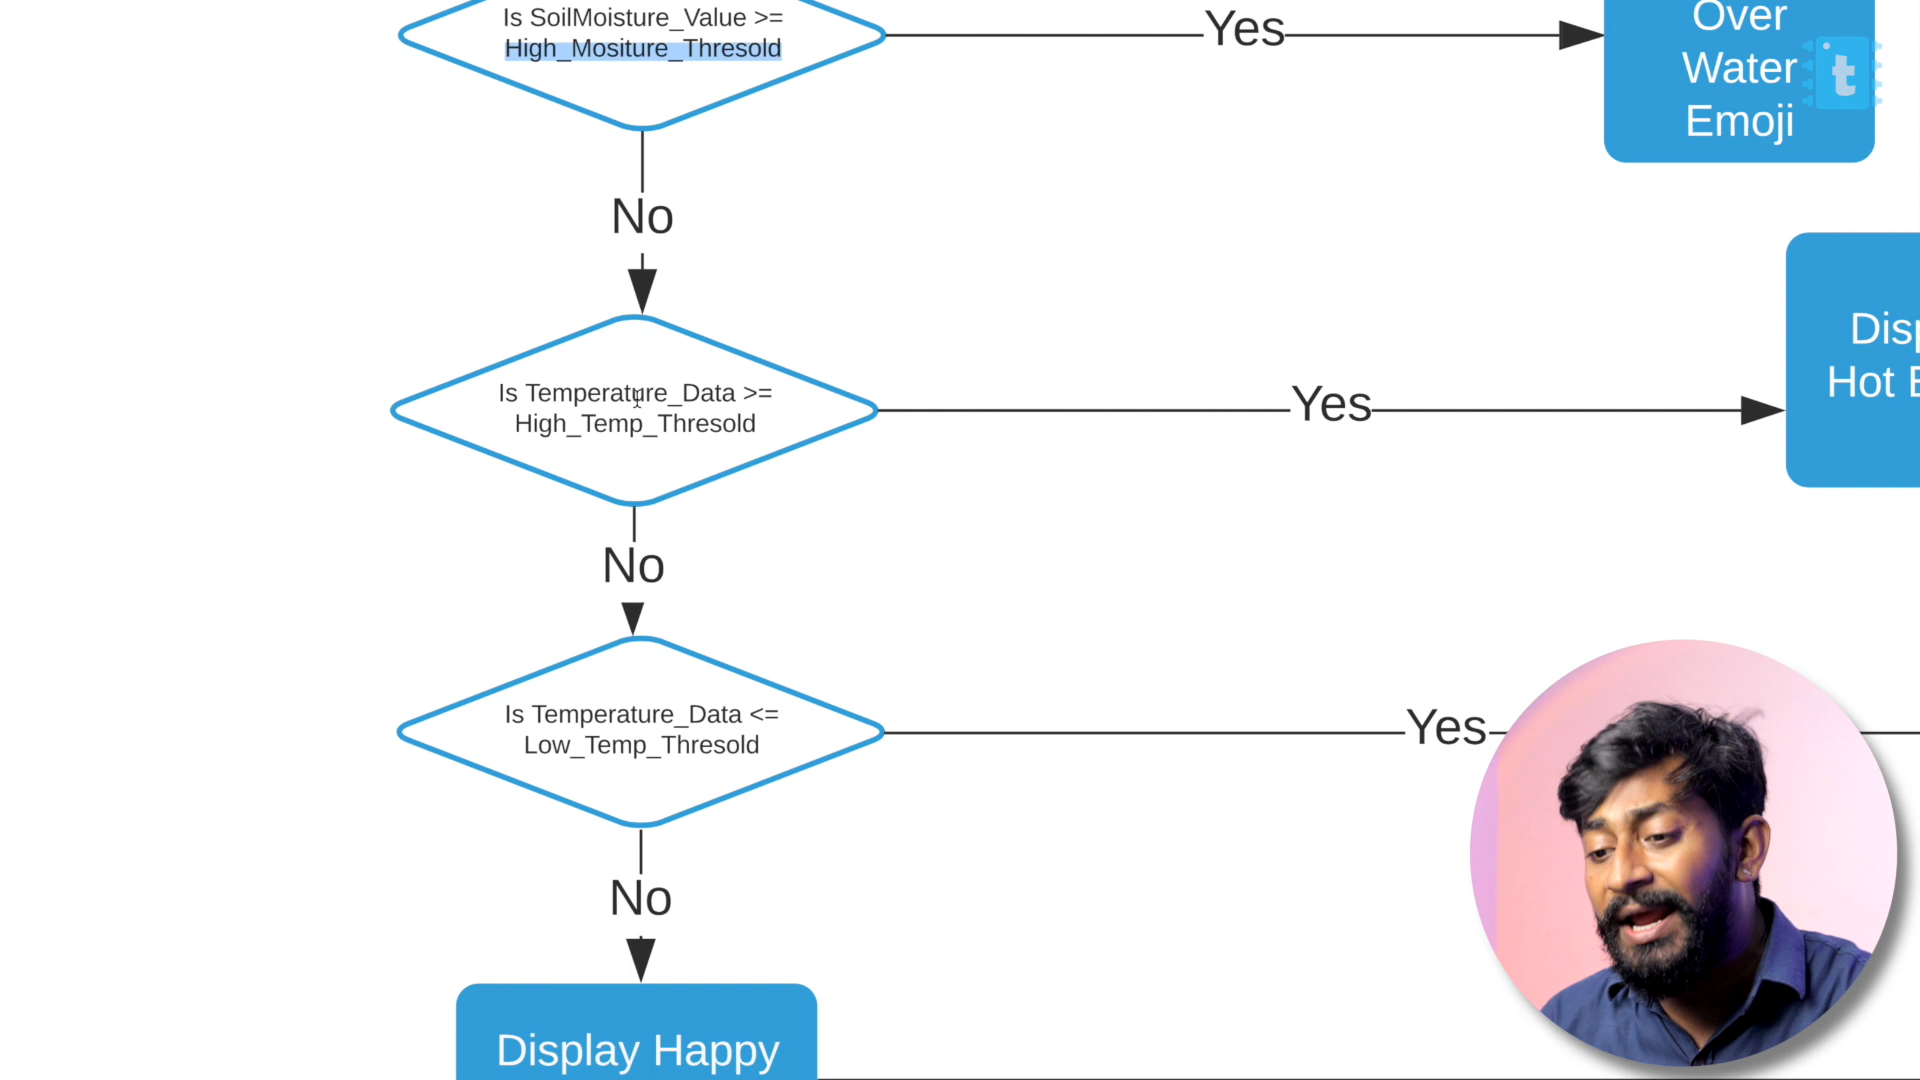 Is SoilMoisture_Value >=
High_Mositure_Thresold
Yes
Over
Water
Emoji
t
No
Is Temperature_Data >=
High_Temp_Thresold
Yes
Hot
No
Is Temperature_Data <=
Low_Temp_Thresold
Yes
No
Display Happy